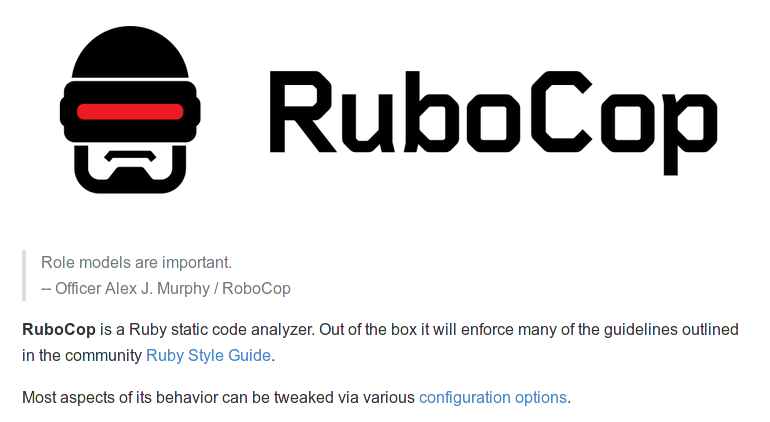 RuboCop
Role models are important.
-- Officer Alex J. Murphy / RoboCop
RuboCop is a Ruby static code analyzer. Out of the box it will enforce many of the guidelines outlined
in the community Ruby Style Guide.
Most aspects of its behavior can be tweaked via various configuration options.